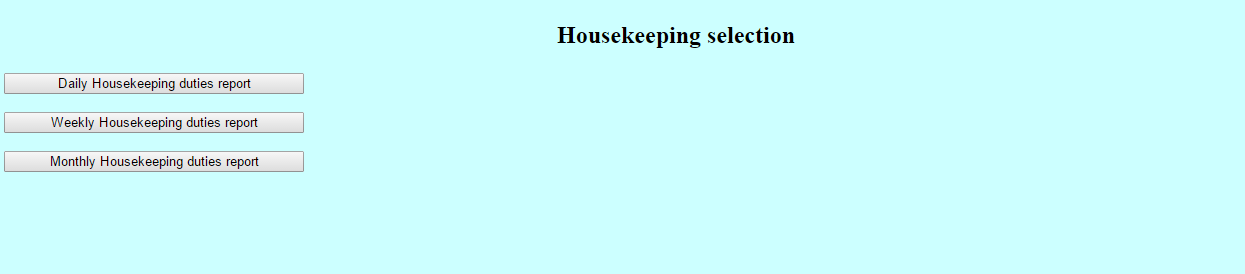 Housekeeping selection
Daily Housekeeping duties report
Weekly Housekeeping duties report
Monthly Housekeeping duties report